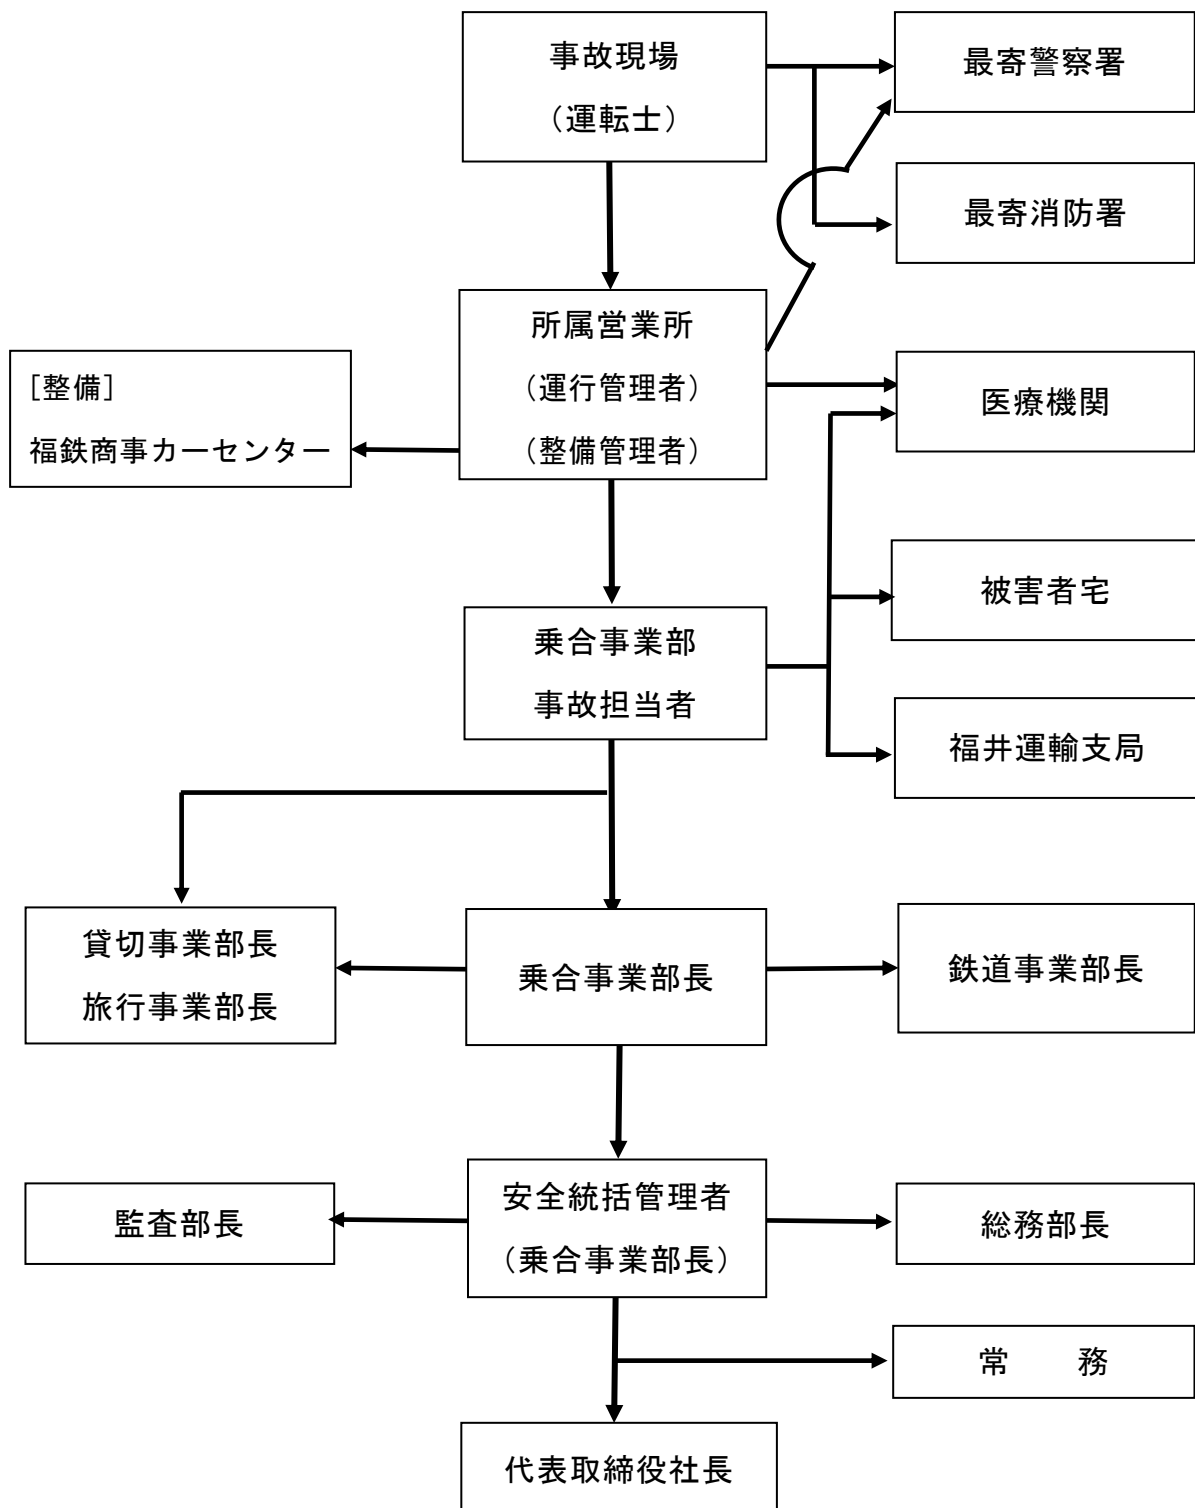 事故現場
（運転士）
最寄警察署
最寄消防署
所属営業所
（運行管理者）
（整備管理者）
［整備］
福鉄商事カーセンター
医療機関
被害者宅
乗合事業部
事故担当者
福井運輸支局
貸切事業部長
旅行事業部長
乗合事業部長
鉄道事業部長
監査部長
安全統括管理者
（乗合事業部長）
総務部長
常　　務
代表取締役社長